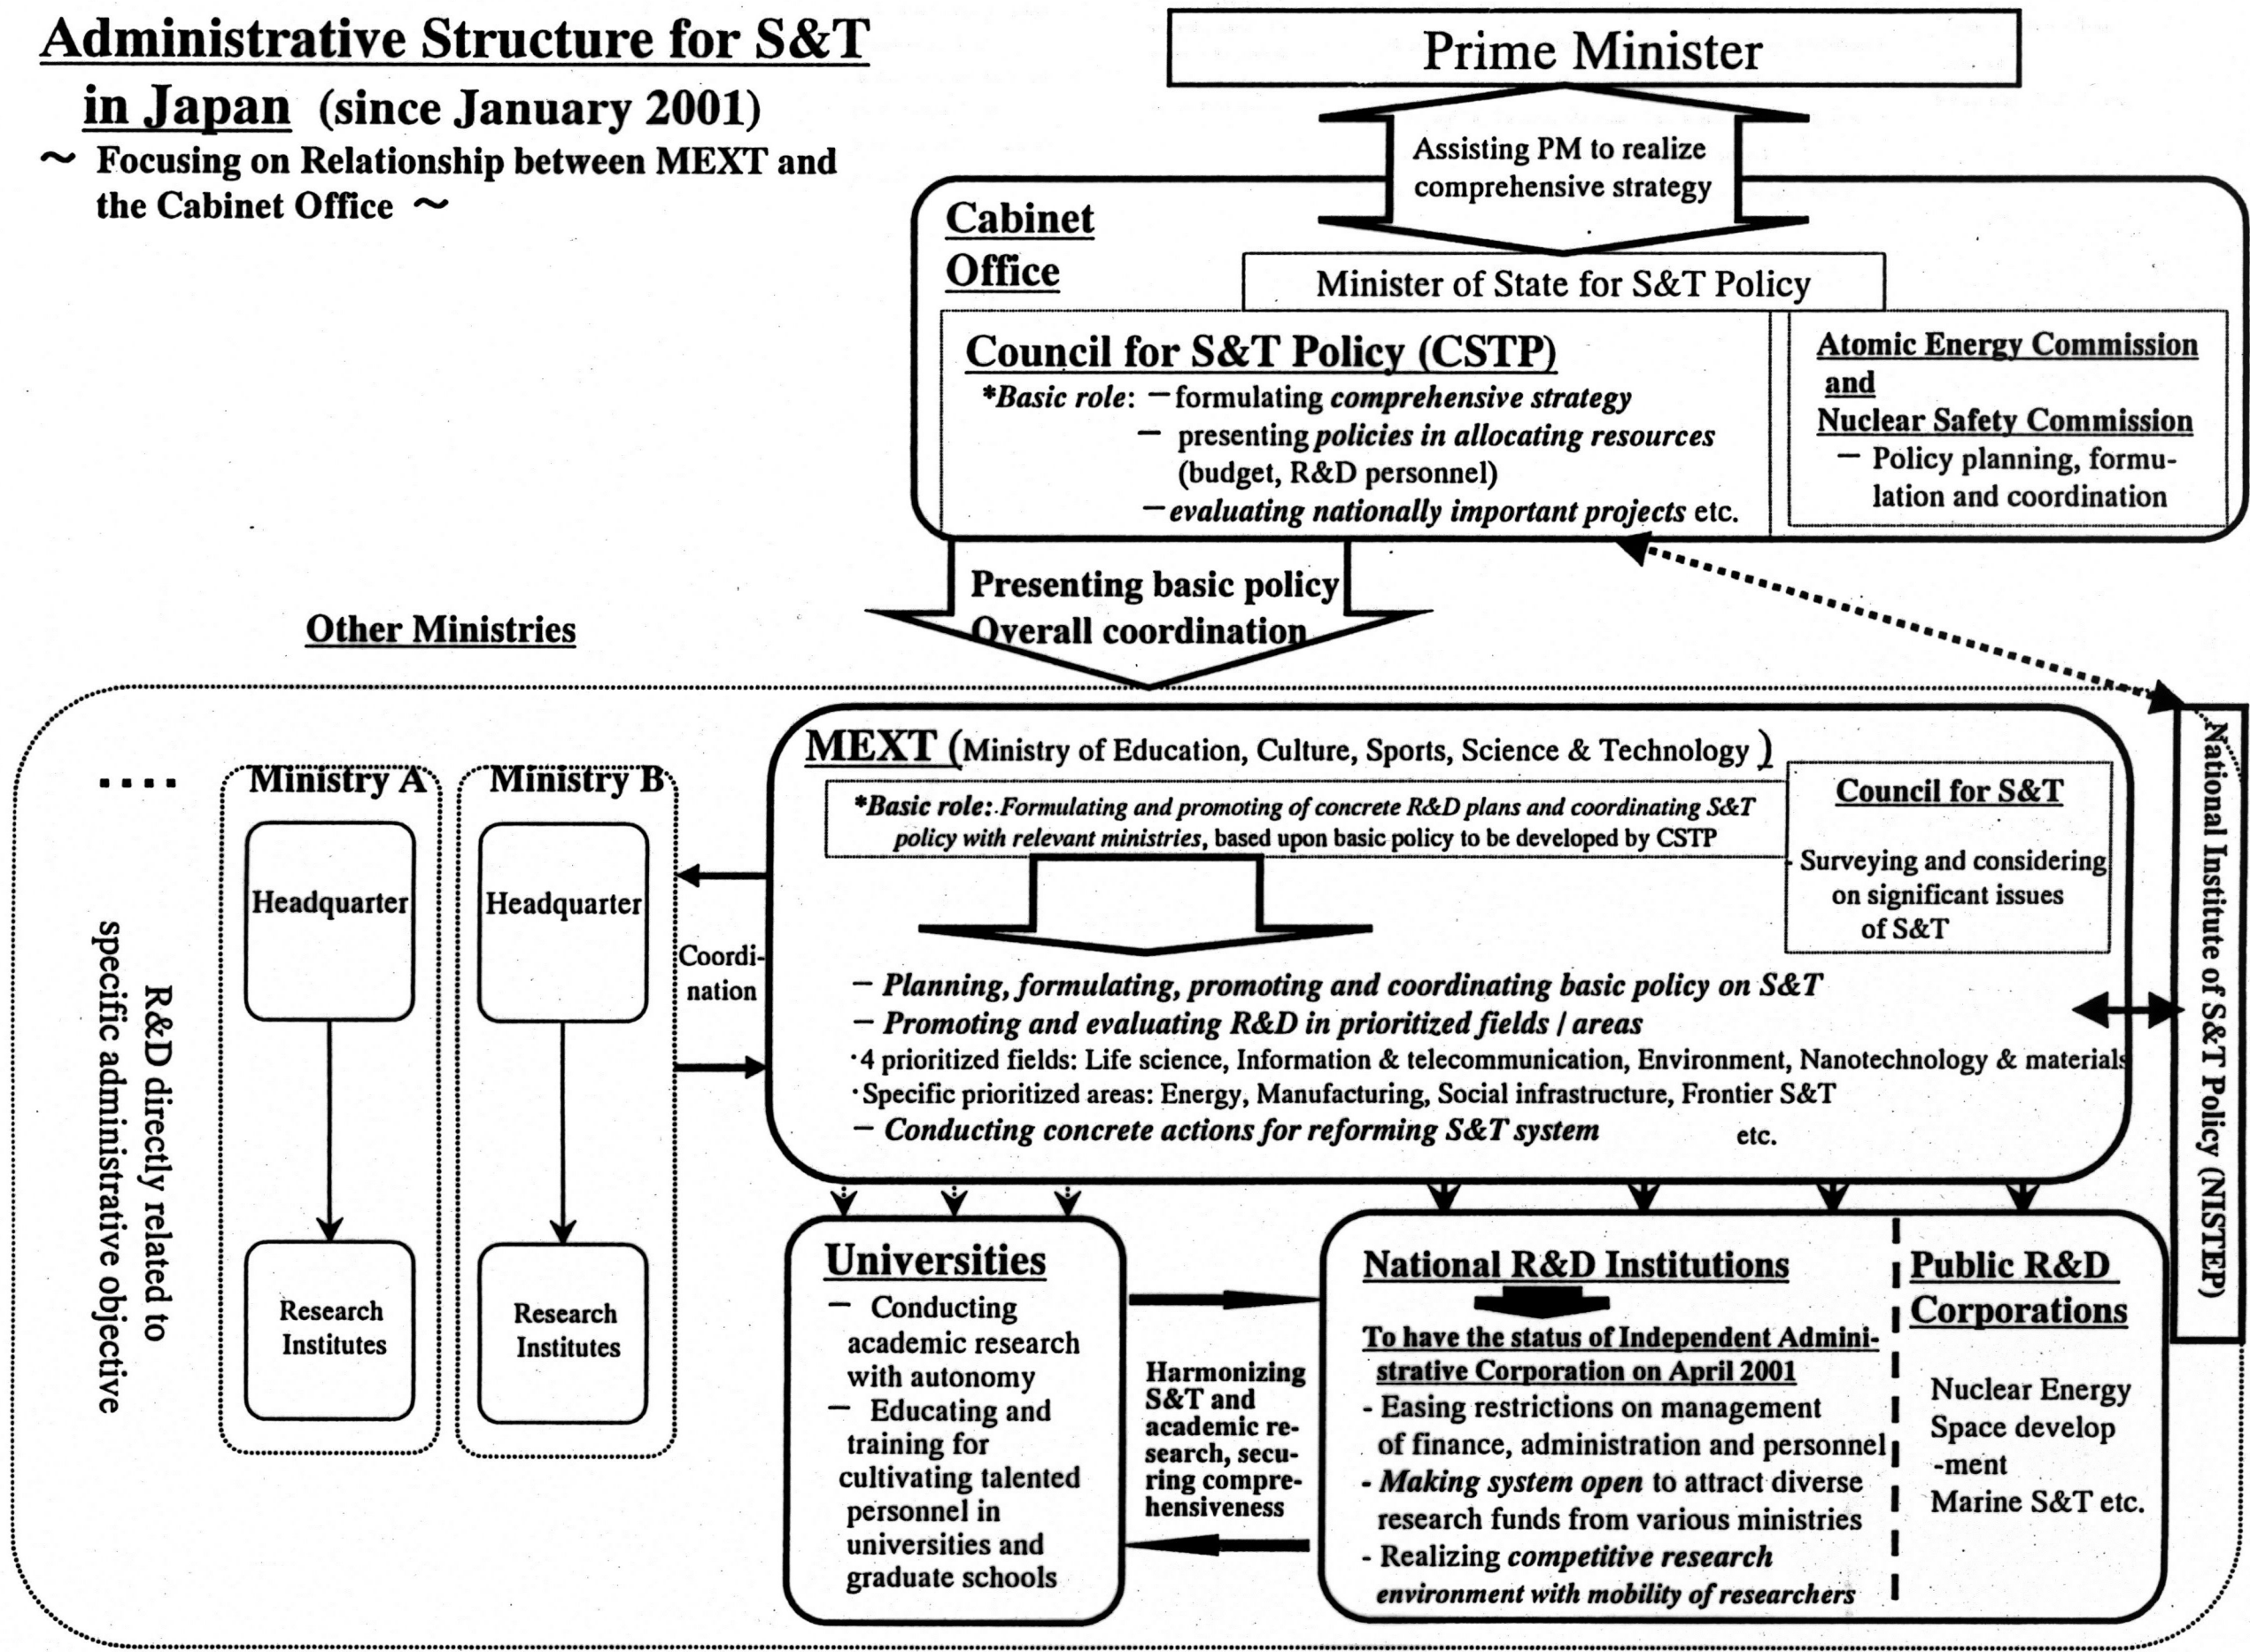 Administrative Structure for S&T
in Japan (since January 2001)
～ Focusing on Relationship between MEXT and
the Cabinet Office ～
Prime Minister
Assisting PM to realize
comprehensive strategy
Cabinet
Office
Minister of State for S&T Policy
Council for S&T Policy (CSTP)
*Basic role: －formulating comprehensive strategy
－ presenting policies in allocating resources
(budget, R&D personnel)
－evaluating nationally important projects etc.
Atomic Energy Commission
and
Nuclear Safety Commission
－ Policy planning, formu-
lation and coordination
Presenting basic policy
Overall coordination
Other Ministries
････
Ministry A
Headquarter
Research
Institutes
Ministry B
Headquarter
Research
Institutes
R&D directly related to
specific administrative objective
Coordi-
nation
MEXT (Ministry of Education, Culture, Sports, Science & Technology )
*Basic role: Formulating and promoting of concrete R&D plans and coordinating S&T
policy with relevant ministries, based upon basic policy to be developed by CSTP
Council for S&T
- Surveying and considering
on significant issues
of S&T
－ Planning, formulating, promoting and coordinating basic policy on S&T
－ Promoting and evaluating R&D in prioritized fields / areas
･4 prioritized fields: Life science, Information & telecommunication, Environment, Nanotechnology & materials
･Specific prioritized areas: Energy, Manufacturing, Social infrastructure, Frontier S&T
－ Conducting concrete actions for reforming S&T system etc.
National Institute of S&T Policy (NISTEP)
Universities
－ Conducting
academic research
with autonomy
－ Educating and
training for
cultivating talented
personnel in
universities and
graduate schools
Harmonizing
S&T and
academic re-
search, secu-
ring compre-
hensiveness
National R&D Institutions
To have the status of Independent Admini-
strative Corporation on April 2001
- Easing restrictions on management
of finance, administration and personnel
- Making system open to attract diverse
research funds from various ministries
- Realizing competitive research
environment with mobility of researchers
Public R&D
Corporations
Nuclear Energy
Space develop
-ment
Marine S&T etc.